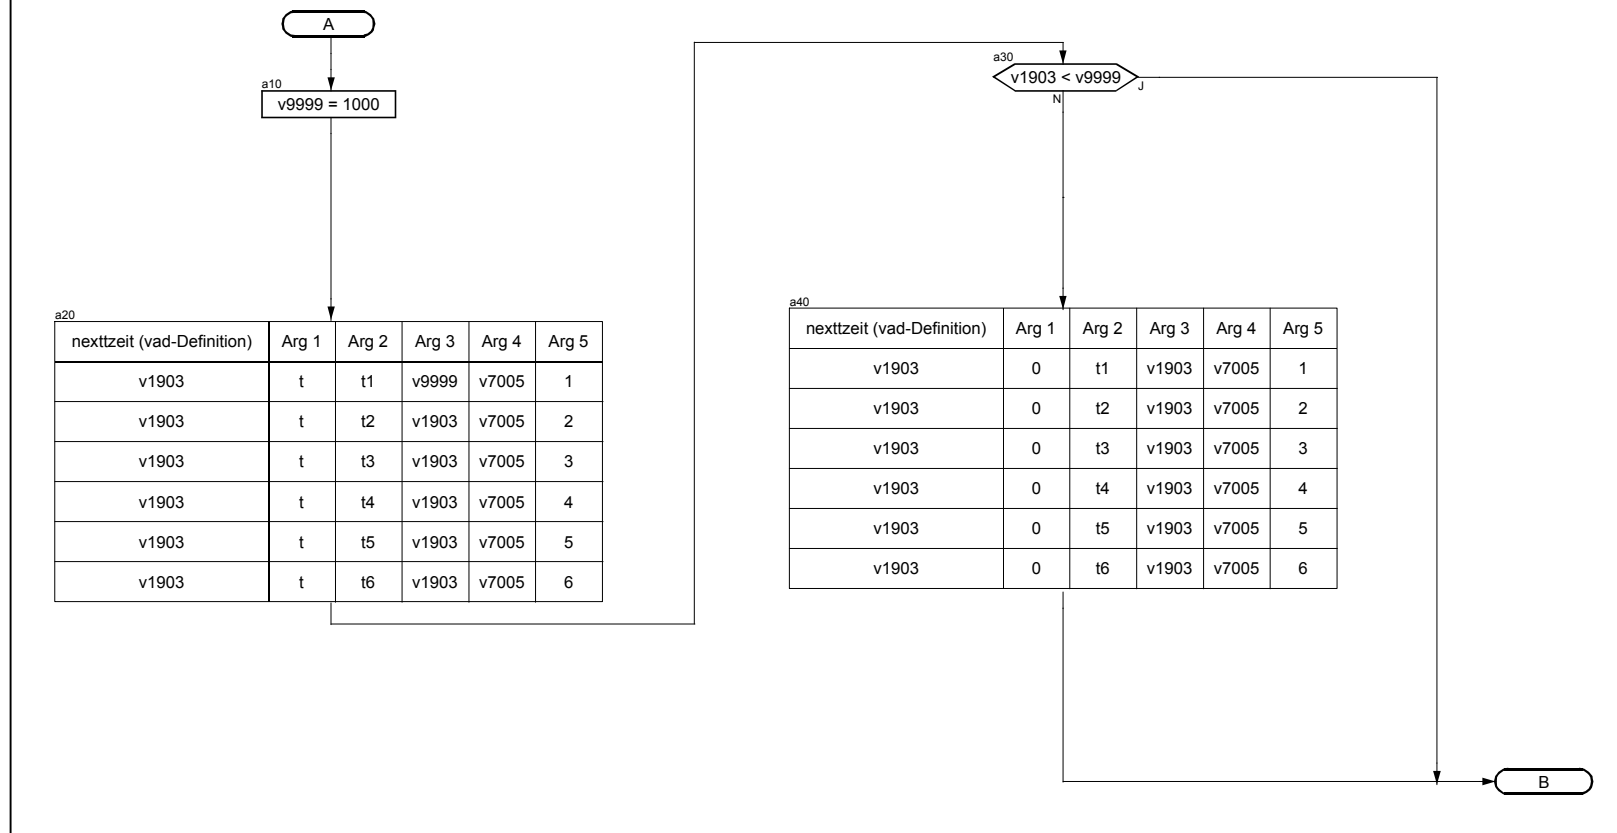 A
a10
v9999 = 1000
a20
nexttzeit (vad-Definition) Arg 1 Arg 2 Arg 3 Arg 4 Arg 5
v1903 t t1 v9999 v7005 1
v1903 t t2 v1903 v7005 2
v1903 t t3 v1903 v7005 3
v1903 t t4 v1903 v7005 4
v1903 t t5 v1903 v7005 5
v1903 t t6 v1903 v7005 6
a30
v1903 < v9999
N J
a40
nexttzeit (vad-Definition) Arg 1 Arg 2 Arg 3 Arg 4 Arg 5
v1903 0 t1 v1903 v7005 1
v1903 0 t2 v1903 v7005 2
v1903 0 t3 v1903 v7005 3
v1903 0 t4 v1903 v7005 4
v1903 0 t5 v1903 v7005 5
v1903 0 t6 v1903 v7005 6
B